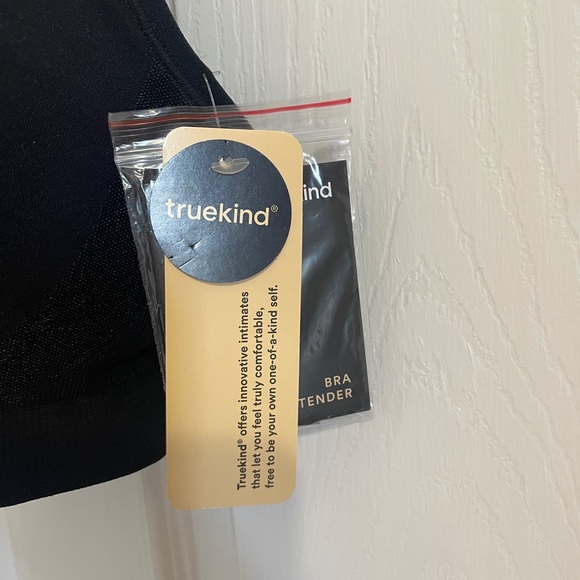 truekind®
ind
BRA
TENDER
Truekind® offers innovative intimates
that let you feel truly comfortable,
free to be your own one-of-a-kind self.